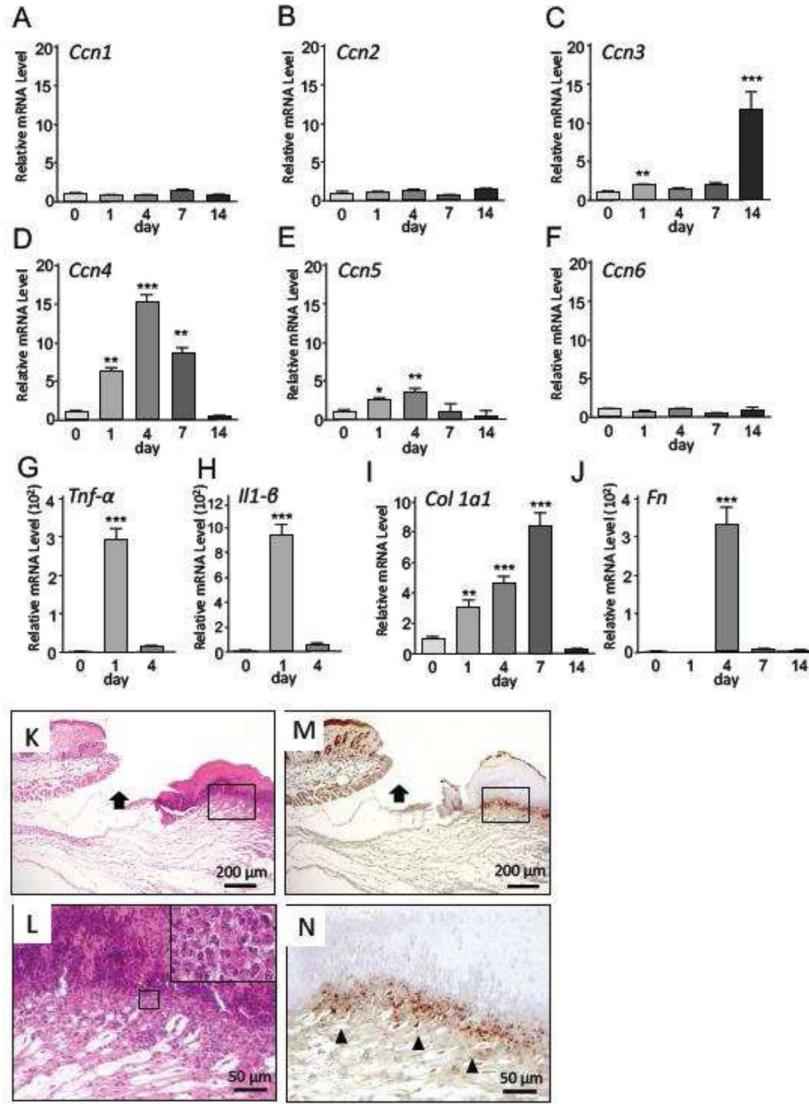 A
Ccn1
Relative mRNA Level
20
15
10
5
0
0 1 4 7 14
day
B
Ccn2
Relative mRNA Level
20
15
10
5
0
0 1 4 7 14
day
C
Ccn3
Relative mRNA Level
20
15
10
5
0
**
***
0 1 4 7 14
day
D
Ccn4
Relative mRNA Level
20
15
10
5
0
**
***
**
0 1 4 7 14
E
Ccn5
Relative mRNA Level
20
15
10
5
0
*
**
0 1 4 7 14
F
Ccn6
Relative mRNA Level
20
15
10
5
0
0 1 4 7 14
G
Tnf-α
Relative mRNA Level (10²)
4
3
2
1
0
***
0 1 4
day
H
Il1-β
Relative mRNA Level (10²)
12
10
8
6
4
2
0
***
0 1 4
day
I
Col 1a1
Relative mRNA Level
10
8
6
4
2
0
**
***
***
0 1 4 7 14
day
J
Fn
Relative mRNA Level (10²)
4
3
2
1
0
***
0 1 4 7 14
day
K
200 μm
M
200 μm
L
50 μm
N
50 μm